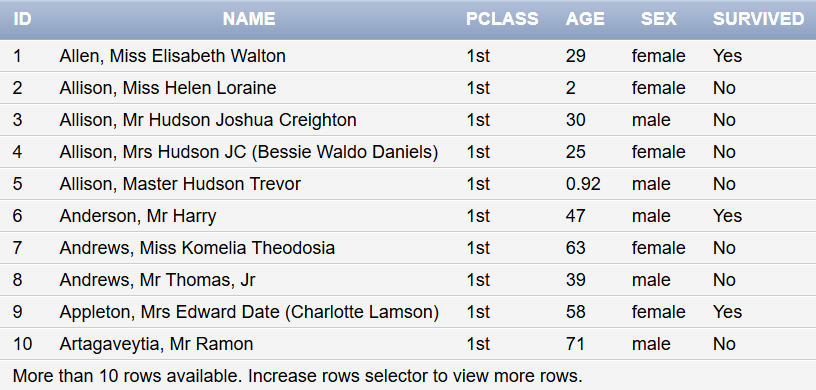 ID NAME PCLASS AGE SEX SURVIVED
1 Allen, Miss Elisabeth Walton 1st 29 female Yes
2 Allison, Miss Helen Loraine 1st 2 female No
3 Allison, Mr Hudson Joshua Creighton 1st 30 male No
4 Allison, Mrs Hudson JC (Bessie Waldo Daniels) 1st 25 female No
5 Allison, Master Hudson Trevor 1st 0.92 male No
6 Anderson, Mr Harry 1st 47 male Yes
7 Andrews, Miss Komelia Theodosia 1st 63 female No
8 Andrews, Mr Thomas, Jr 1st 39 male No
9 Appleton, Mrs Edward Date (Charlotte Lamson) 1st 58 female Yes
10 Artagaveytia, Mr Ramon 1st 71 male No
More than 10 rows available. Increase rows selector to view more rows.